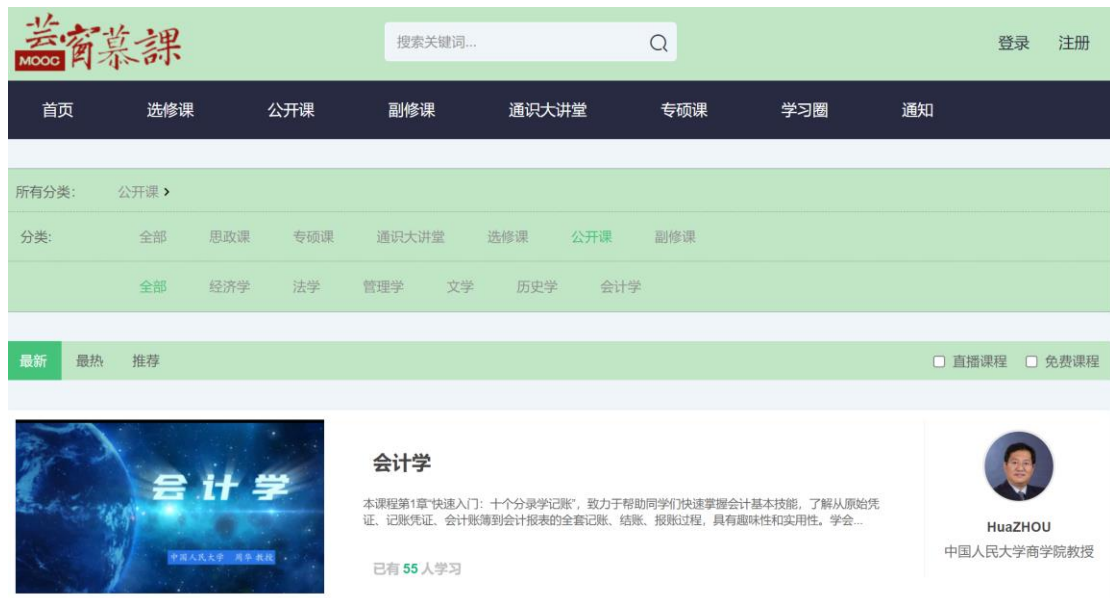 芸窗慕課
MOOC
搜索关键词...
登录 注册
首页 选修课 公开课 副修课 通识大讲堂 专硕课 学习圈 通知
所有分类: 公开课 >
分类: 全部 思政课 专硕课 通识大讲堂 选修课 公开课 副修课
全部 经济学 法学 管理学 文学 历史学 会计学
最新 最热 推荐 直播课程 免费课程
会计学
中国人民大学 周华 教授
会计学
本课程第1章“快速入门：十个分录学记账”，致力于帮助同学们快速掌握会计基本技能，了解从原始凭
证、记账凭证、会计账簿到会计报表的全套记账、结账、报账过程，具有趣味性和实用性。学会...
已有 55 人学习
HuaZHOU
中国人民大学商学院教授